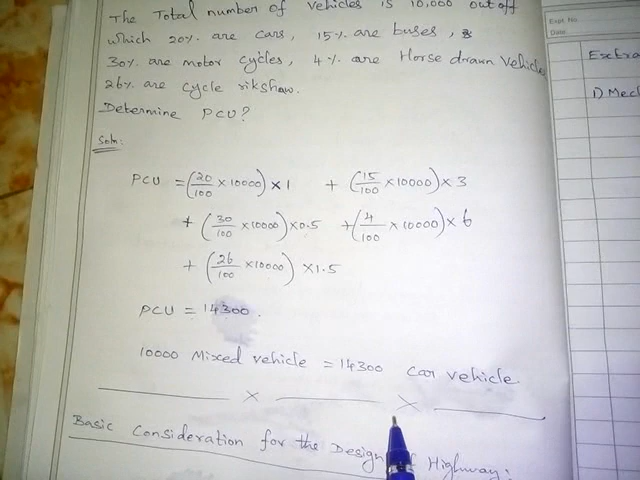 The Total number of vehicles is 10,000 out off
which 20% are cars, 15% are buses,
30% are motor cycles, 4% are Horse drawn Vehicle
26% are cycle rikshaw.
Determine PCU?
Soln:
PCU = (20/100 × 10000) × 1 + (15/100 × 10000) × 3
+ (30/100 × 10000) × 0.5 + (4/100 × 10000) × 6
+ (26/100 × 10000) × 1.5
PCU = 14300.
10000 Mixed vehicle = 14300 Car vehicle
Basic Consideration for the Design of Highway:
Expt. No.
Date
Extra
1) Mecl